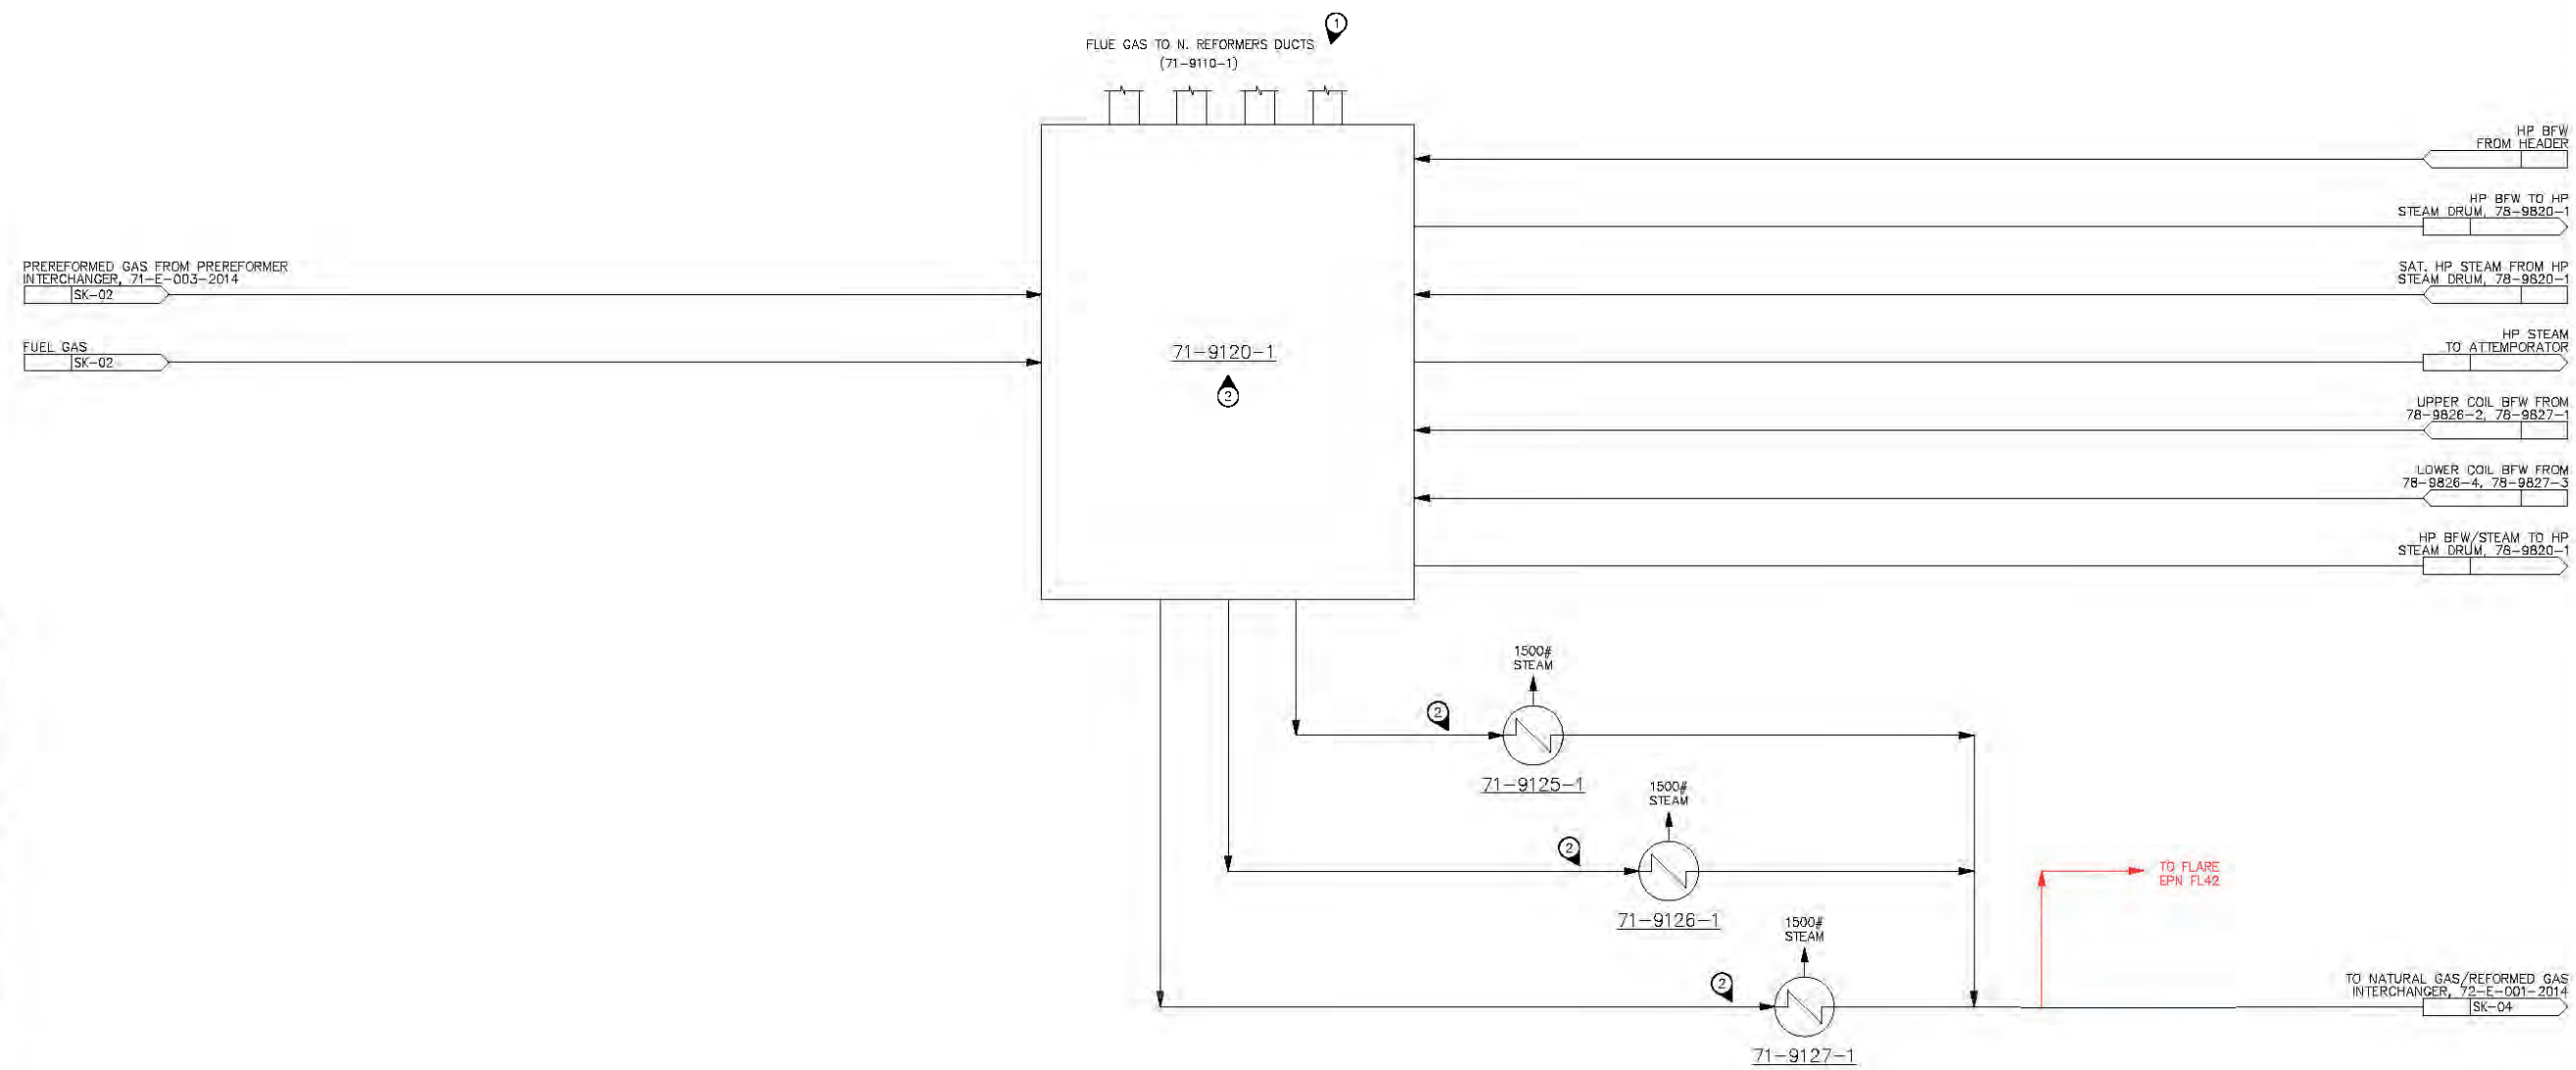 1
FLUE GAS TO N. REFORMERS DUCTS
(71-9110-1)
HP BFW
FROM HEADER
HP BFW TO HP
STEAM DRUM, 78-9820-1
PREREFORMED GAS FROM PREREFORMER
INTERCHANGER, 71-E-003-2014
SK-02
SAT. HP STEAM FROM HP
STEAM DRUM, 78-9820-1
FUEL GAS
SK-02
71-9120-1
2
HP STEAM
TO ATTEMPORATOR
UPPER COIL BFW FROM
78-9826-2, 78-9827-1
LOWER COIL BFW FROM
78-9826-4, 78-9827-3
HP BFW/STEAM TO HP
STEAM DRUM, 78-9820-1
1500#
STEAM
2
71-9125-1
1500#
STEAM
2
71-9126-1
TO FLARE
EPN FL42
1500#
STEAM
2
71-9127-1
TO NATURAL GAS/REFORMED GAS
INTERCHANGER, 72-E-001-2014
SK-04